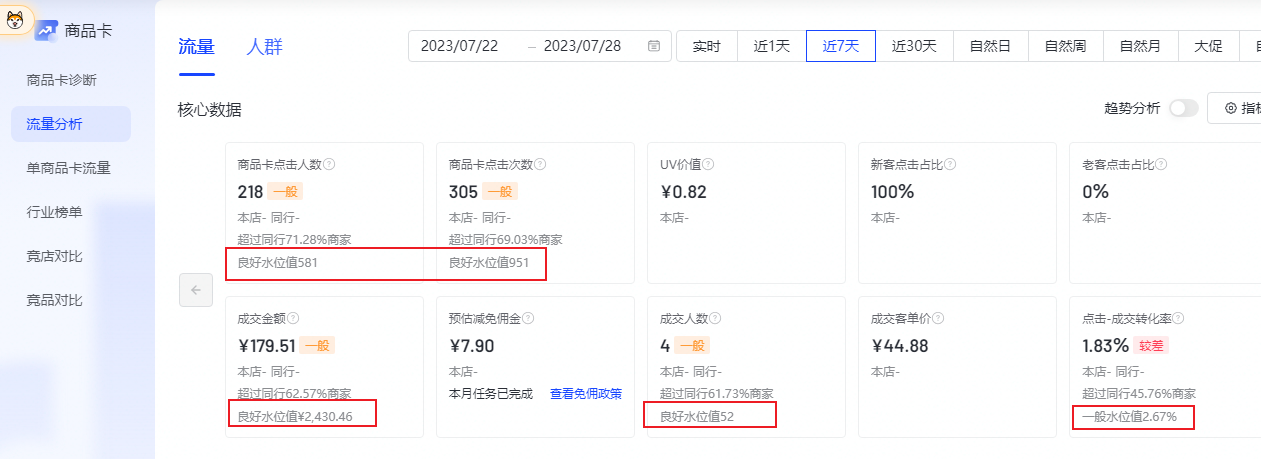 商品卡
商品卡诊断
流量分析
单商品卡流量
行业榜单
竞店对比
竞品对比
流量 人群
2023/07/22 – 2023/07/28 实时 近1天 近7天 近30天 自然日 自然周 自然月 大促
核心数据
趋势分析 指标
商品卡点击人数
218 一般
本店- 同行-
超过同行71.28%商家
良好水位值581
商品卡点击次数
305 一般
本店- 同行-
超过同行69.03%商家
良好水位值951
UV价值
¥0.82
本店-
新客点击占比
100%
本店-
老客点击占比
0%
本店-
成交金额
¥179.51 一般
本店- 同行-
超过同行62.57%商家
良好水位值¥2,430.46
预估减免佣金
¥7.90
本店-
本月任务已完成 查看免佣政策
成交人数
4 一般
本店- 同行-
超过同行61.73%商家
良好水位值52
成交客单价
¥44.88
本店-
点击-成交转化率
1.83% 较差
本店- 同行-
超过同行45.76%商家
一般水位值2.67%